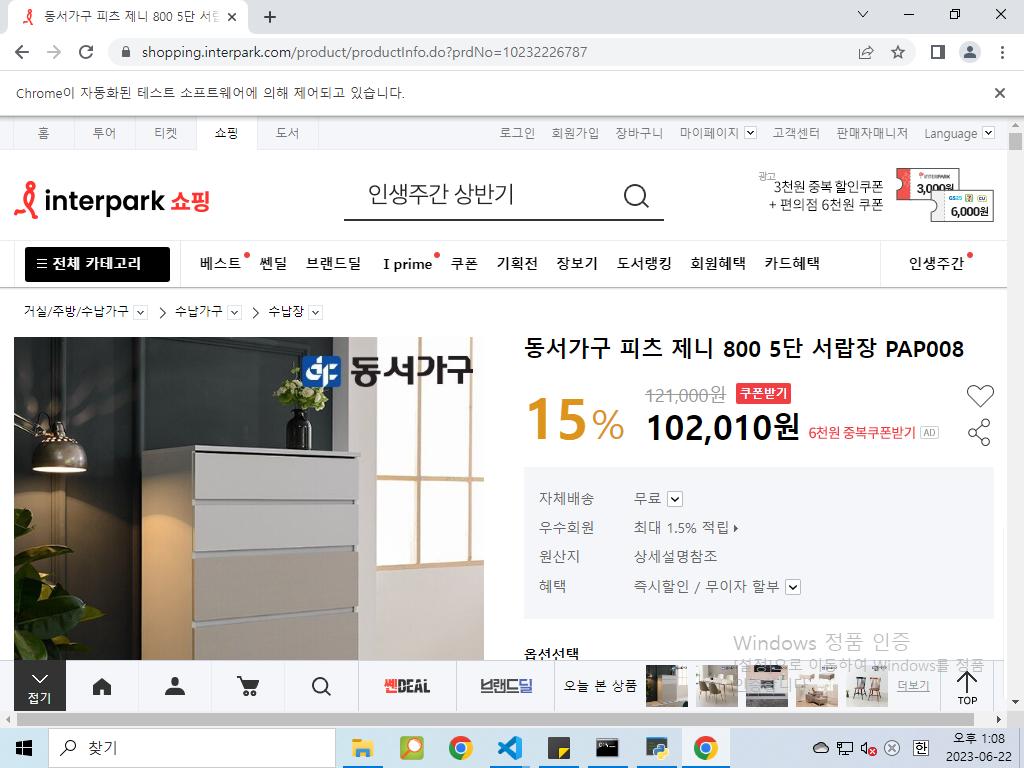 동서가구 피츠 제니 800 5단 서랍
shopping.interpark.com/product/productInfo.do?prdNo=10232226787
Chrome이 자동화된 테스트 소프트웨어에 의해 제어되고 있습니다.
홈 투어 티켓 쇼핑 도서 로그인 회원가입 장바구니 마이페이지 고객센터 판매자매니저 Language
interpark 쇼핑 인생주간 상반기
광고
3천원 중복 할인쿠폰
+ 편의점 6천원 쿠폰
INTERPARK
3,000원
GS25 CU
6,000원
전체 카테고리 베스트 쎈딜 브랜드딜 I prime 쿠폰 기획전 장보기 도서랭킹 회원혜택 카드혜택 인생주간
거실/주방/수납가구 수납가구 수납장
동서가구
동서가구 피츠 제니 800 5단 서랍장 PAP008
15% 121,000원 쿠폰받기
102,010원 6천원 중복쿠폰받기 AD
자체배송 무료
우수회원 최대 1.5% 적립
원산지 상세설명참조
혜택 즉시할인 / 무이자 할부
옵션선택
Windows 정품 인증
[설정]으로 이동하여 Windows를 정품
접기 쎈DEAL 브랜드딜 오늘 본 상품 더보기 TOP
찾기
한
오후 1:08
2023-06-22